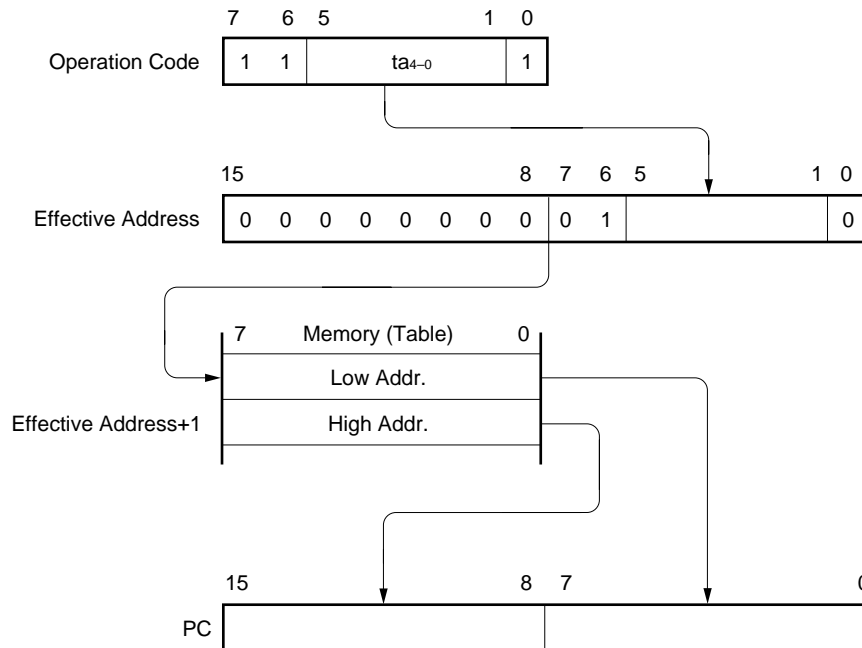 7 6 5 1 0
Operation Code 1 1 ta4–0 1
15 8 7 6 5 1 0
Effective Address 0 0 0 0 0 0 0 0 0 1 0
7 Memory (Table) 0
Low Addr.
Effective Address+1 High Addr.
15 8 7 0
PC